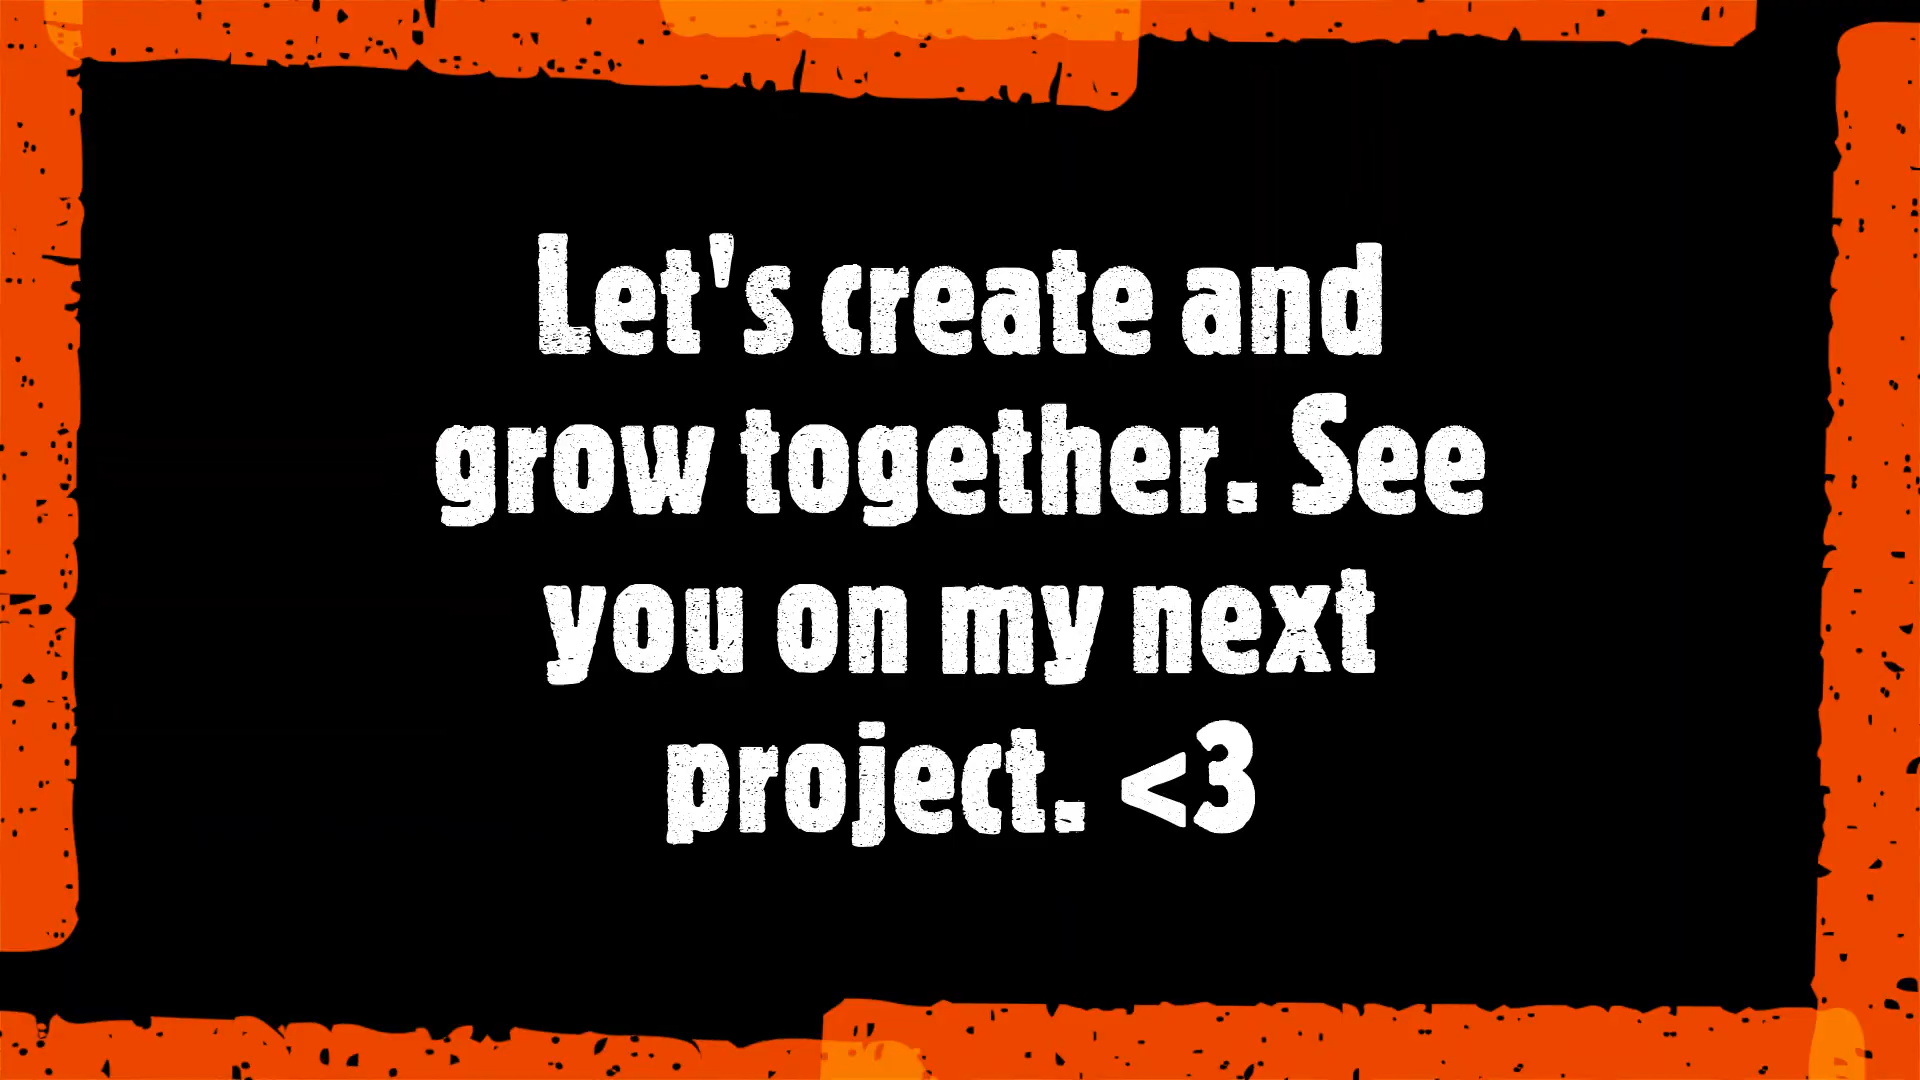 Let's create and
grow together. See
you on my next
project. <3